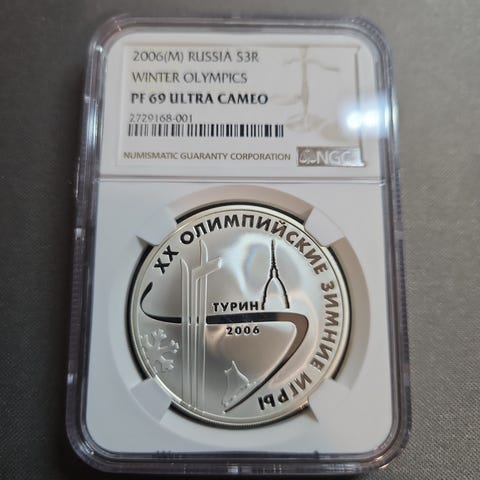 2006(M) RUSSIA S3R
WINTER OLYMPICS
PF 69 ULTRA CAMEO
2729168-001
NUMISMATIC GUARANTY CORPORATION NGC
XX ОЛИМПИЙСКИЕ ЗИМНИЕ ИГРЫ
ТУРИН
2006